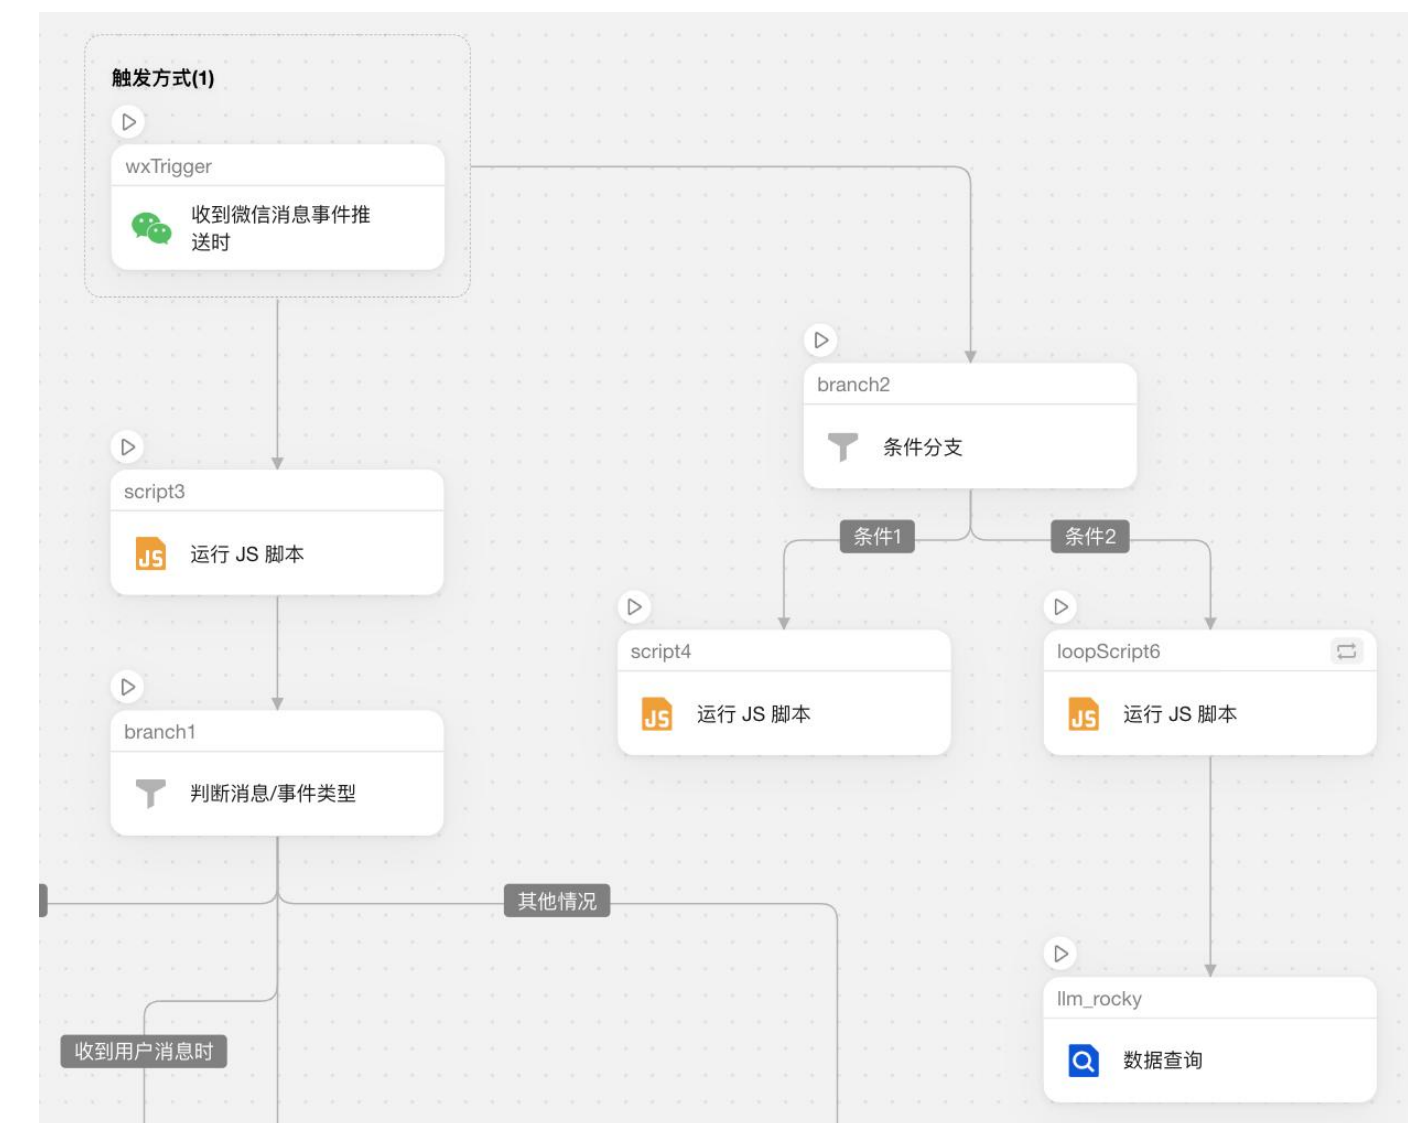 触发方式(1)
wxTrigger
收到微信消息事件推
送时
branch2
条件分支
script3
运行 JS 脚本
条件1
条件2
script4
运行 JS 脚本
loopScript6
运行 JS 脚本
branch1
判断消息/事件类型
其他情况
收到用户消息时
llm_rocky
数据查询